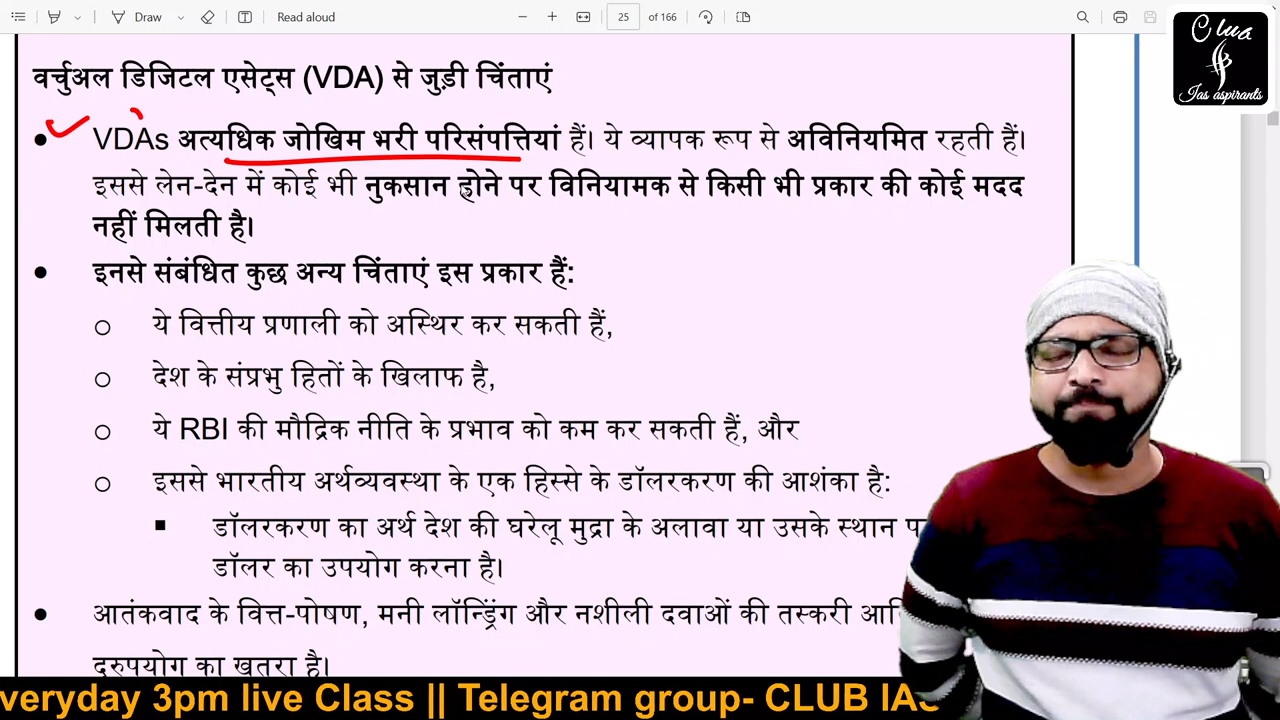 Draw
Read aloud
25 of 166
Clua
Ias aspirants
वर्चुअल डिजिटल एसेट्स (VDA) से जुड़ी चिंताएं
• VDAs अत्यधिक जोखिम भरी परिसंपत्तियां हैं। ये व्यापक रूप से अविनियमित रहती हैं।
इससे लेन-देन में कोई भी नुकसान होने पर विनियामक से किसी भी प्रकार की कोई मदद
नहीं मिलती है।
• इनसे संबंधित कुछ अन्य चिंताएं इस प्रकार हैं:
○ ये वित्तीय प्रणाली को अस्थिर कर सकती हैं,
○ देश के संप्रभु हितों के खिलाफ है,
○ ये RBI की मौद्रिक नीति के प्रभाव को कम कर सकती हैं, और
○ इससे भारतीय अर्थव्यवस्था के एक हिस्से के डॉलरकरण की आशंका है:
▪ डॉलरकरण का अर्थ देश की घरेलू मुद्रा के अलावा या उसके स्थान
डॉलर का उपयोग करना है।
• आतंकवाद के वित्त-पोषण, मनी लॉन्ड्रिंग और नशीली दवाओं की तस्करी
दुरुपयोग का खतरा है।
veryday 3pm live Class || Telegram group- CLUB IAS